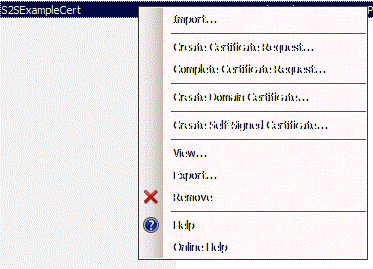 S2SExampleCert
Import...
Create Certificate Request...
Complete Certificate Request...
Create Domain Certificate...
Create Self-Signed Certificate...
View...
Export...
Remove
Help
Online Help